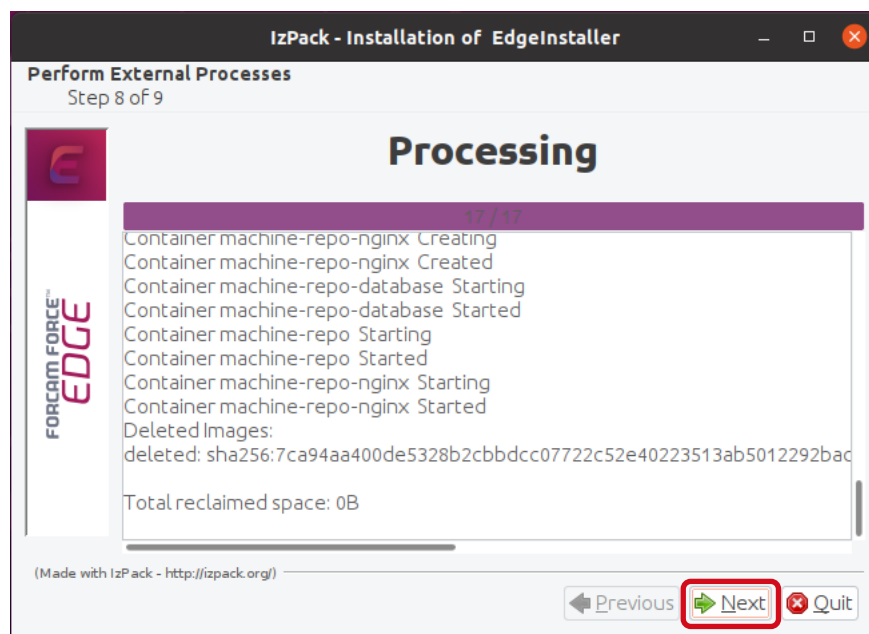 IzPack - Installation of EdgeInstaller
Perform External Processes
Step 8 of 9
Processing
17 / 17
Container machine-repo-nginx Creating
Container machine-repo-nginx Created
Container machine-repo-database Starting
Container machine-repo-database Started
Container machine-repo Starting
Container machine-repo Started
Container machine-repo-nginx Starting
Container machine-repo-nginx Started
Deleted Images:
deleted: sha256:7ca94aa400de5328b2cbbdcc07722c52e40223513ab5012292bac
Total reclaimed space: 0B
FORCAM FORCE™
EDGE
(Made with IzPack - http://izpack.org/)
Previous Next Quit